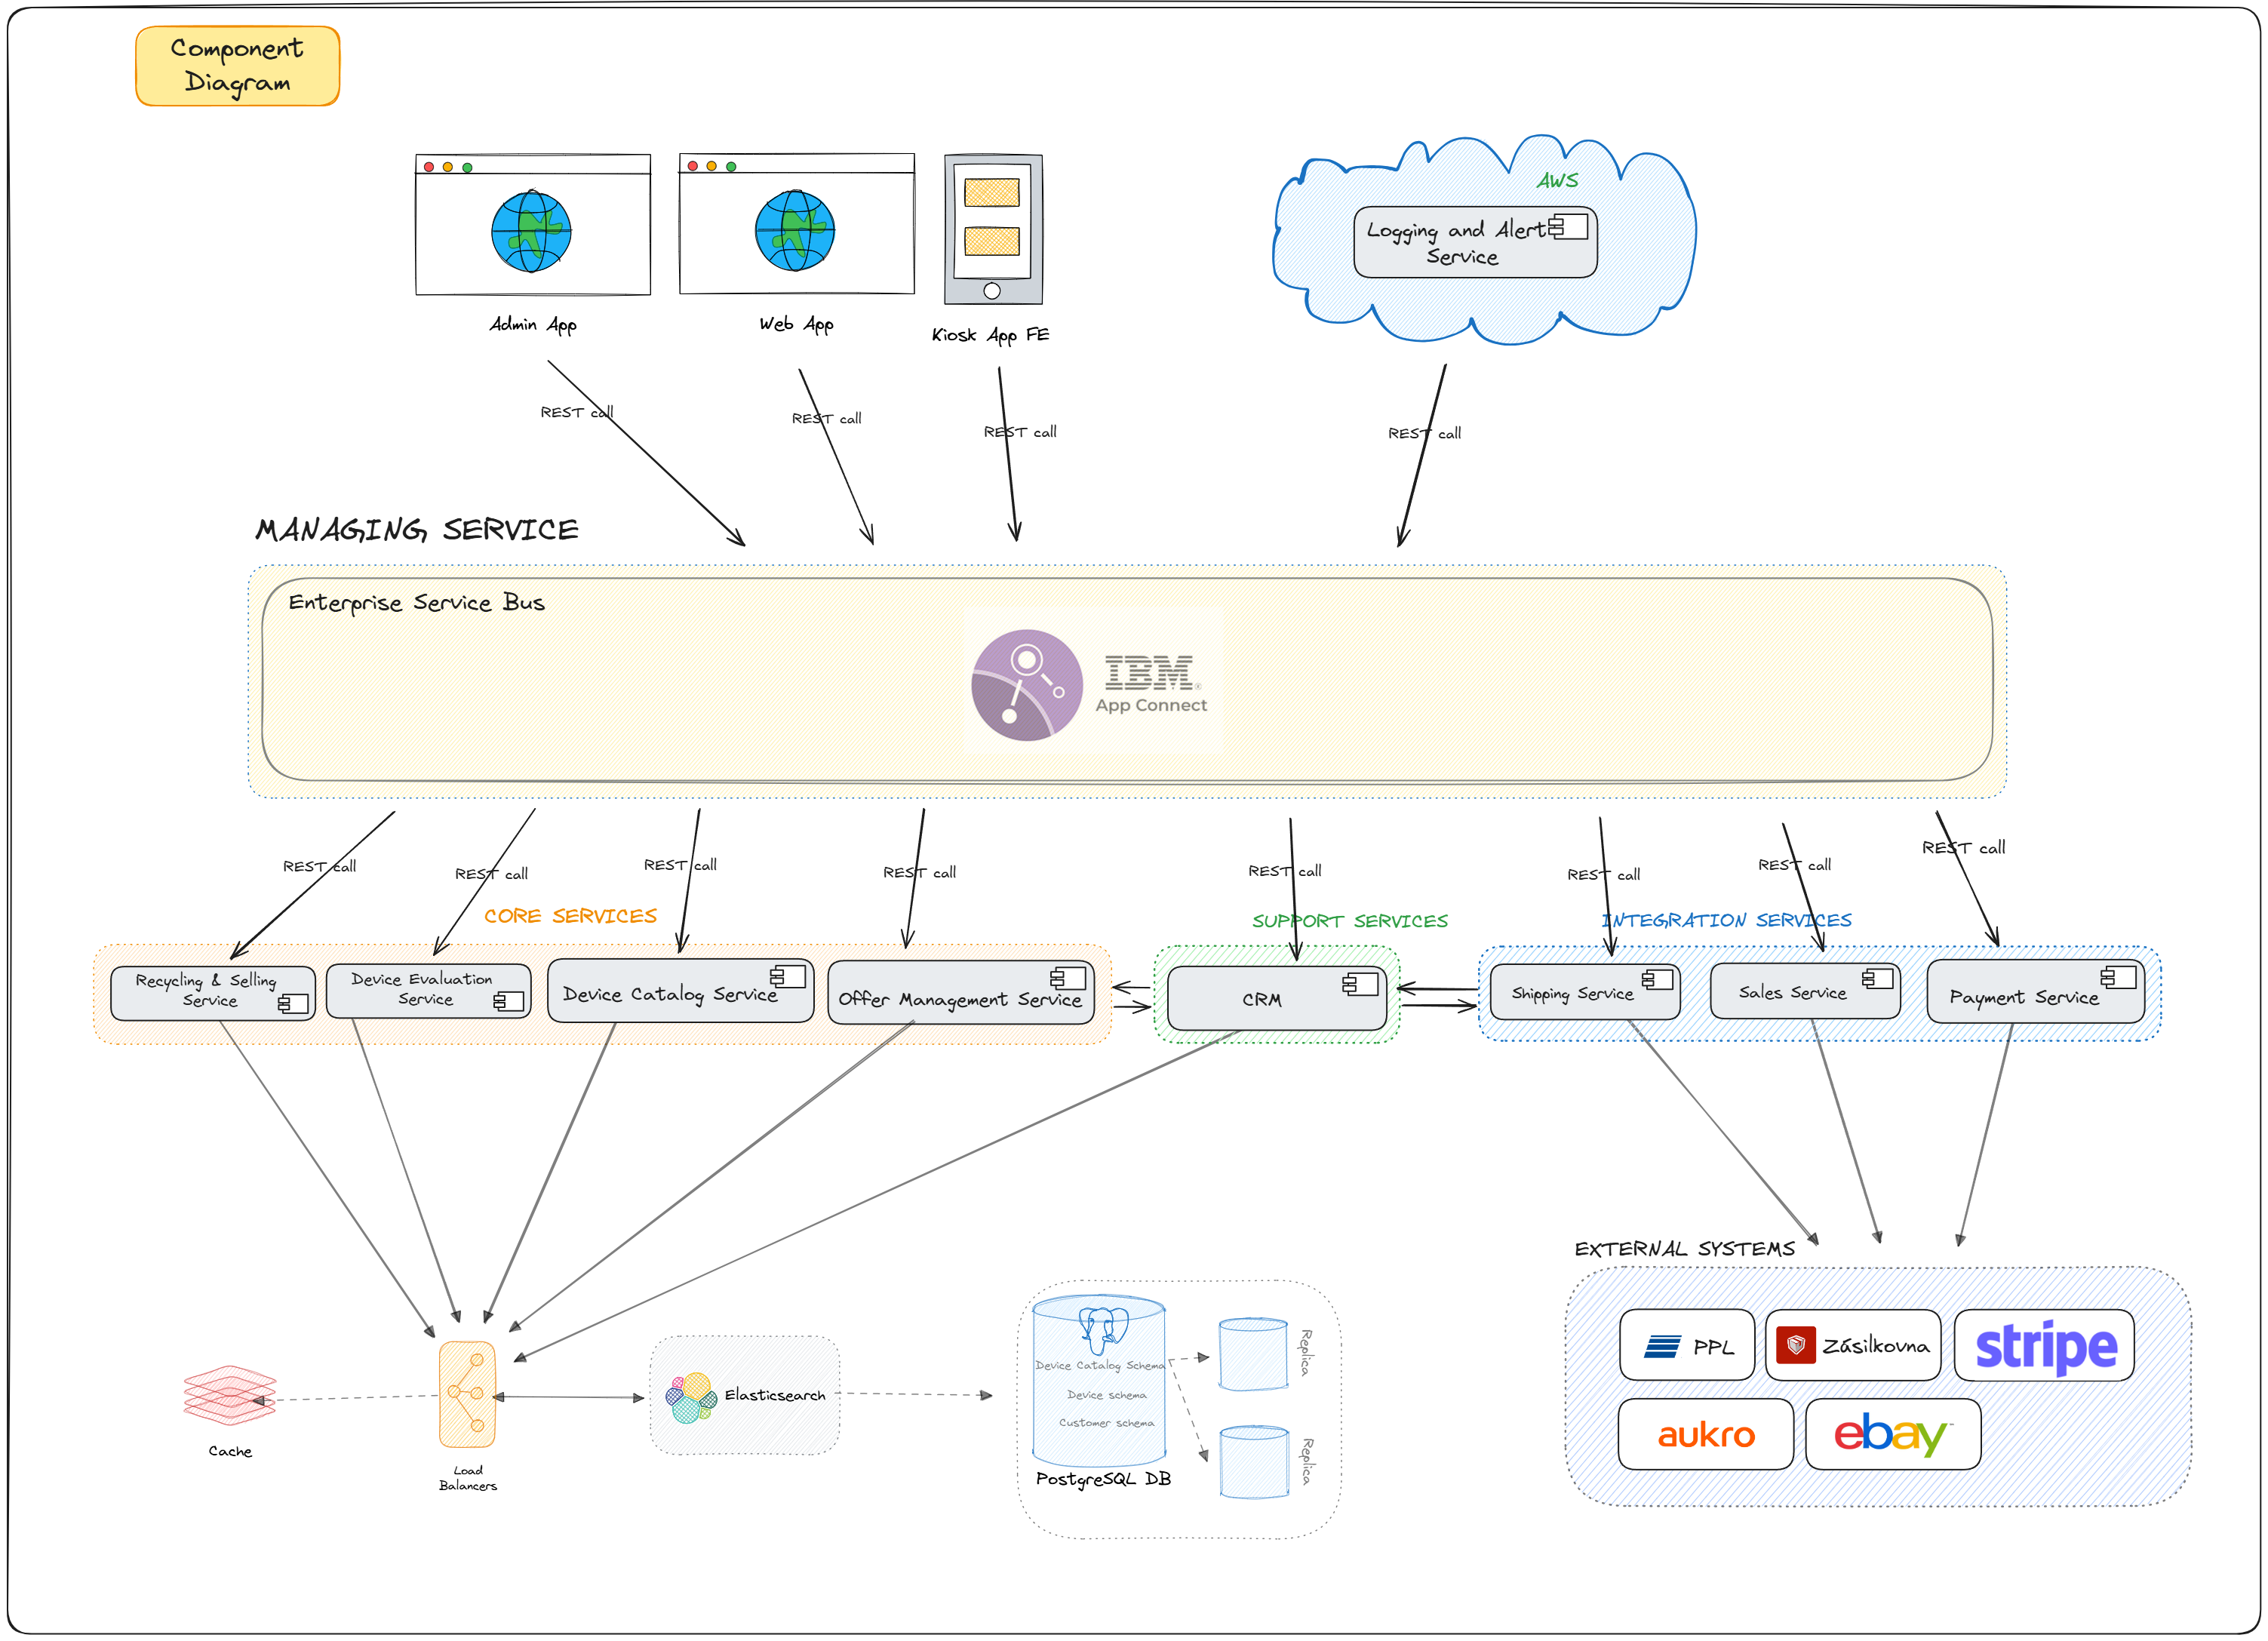 Component
Diagram
AWS
Logging and Alert
Service
Admin App
Web App
Kiosk App FE
REST call
REST call
REST call
REST call
MANAGING SERVICE
Enterprise Service Bus
IBM®
App Connect
REST call
REST call
REST call
REST call
REST call
REST call
REST call
REST call
CORE SERVICES
SUPPORT SERVICES
INTEGRATION SERVICES
Recycling & Selling
Service
Device Evaluation
Service
Device Catalog Service
Offer Management Service
CRM
Shipping Service
Sales Service
Payment Service
EXTERNAL SYSTEMS
PPL
Zásilkovna
stripe
aukro
ebay™
Cache
Load
Balancers
Elasticsearch
Device Catalog Schema
Device schema
Customer schema
PostgreSQL DB
Replica
Replica